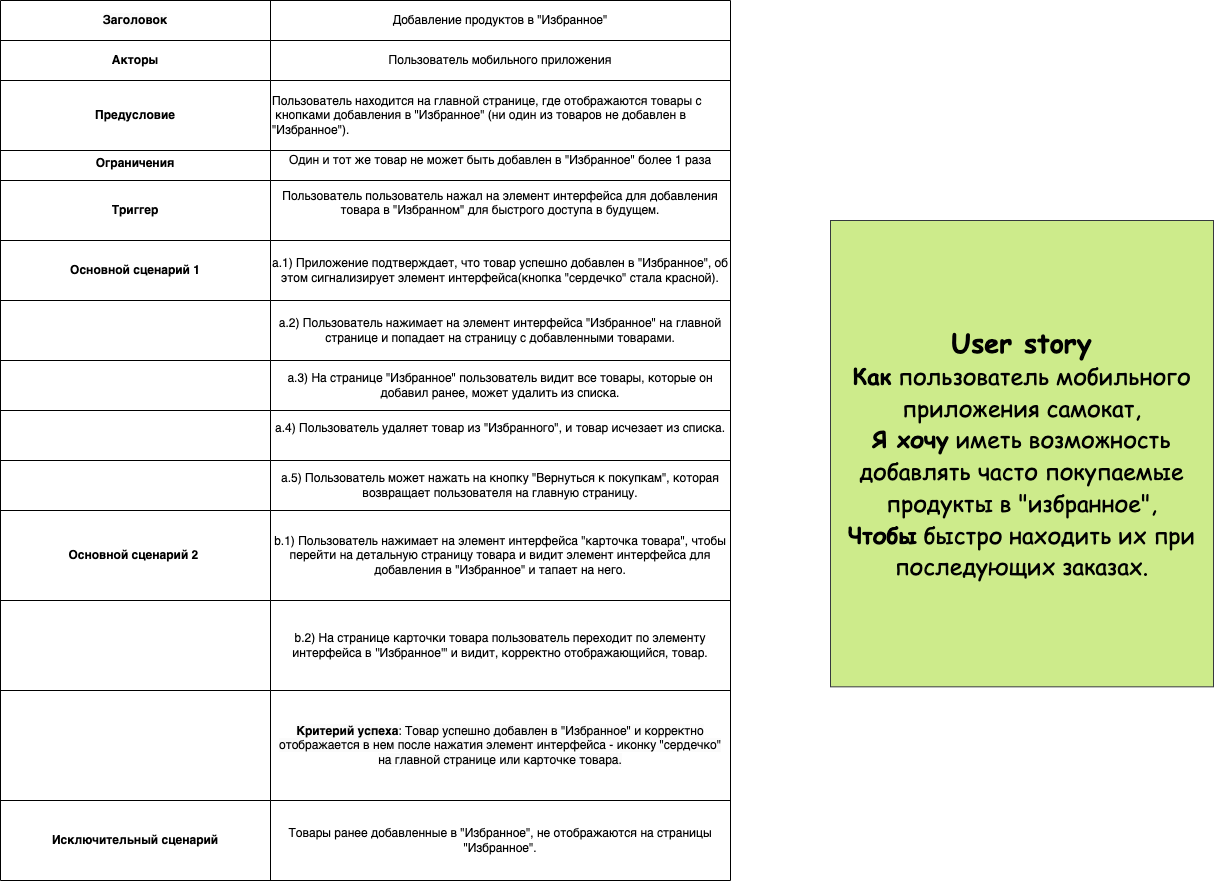 Заголовок
Добавление продуктов в "Избранное"
Акторы
Пользователь мобильного приложения
Предусловие
Пользователь находится на главной странице, где отображаются товары с
кнопками добавления в "Избранное" (ни один из товаров не добавлен в
"Избранное").
Ограничения
Один и тот же товар не может быть добавлен в "Избранное" более 1 раза
Триггер
Пользователь пользователь нажал на элемент интерфейса для добавления
товара в "Избранном" для быстрого доступа в будущем.
Основной сценарий 1
a.1) Приложение подтверждает, что товар успешно добавлен в "Избранное", об
этом сигнализирует элемент интерфейса(кнопка "сердечко" стала красной).
a.2) Пользователь нажимает на элемент интерфейса "Избранное" на главной
странице и попадает на страницу с добавленными товарами.
a.3) На странице "Избранное" пользователь видит все товары, которые он
добавил ранее, может удалить из списка.
a.4) Пользователь удаляет товар из "Избранного", и товар исчезает из списка.
a.5) Пользователь может нажать на кнопку "Вернуться к покупкам", которая
возвращает пользователя на главную страницу.
Основной сценарий 2
b.1) Пользователь нажимает на элемент интерфейса "карточка товара", чтобы
перейти на детальную страницу товара и видит элемент интерфейса для
добавления в "Избранное" и тапает на него.
b.2) На странице карточки товара пользователь переходит по элементу
интерфейса в "Избранное'" и видит, корректно отображающийся, товар.
Критерий успеха: Товар успешно добавлен в "Избранное" и корректно
отображается в нем после нажатия элемент интерфейса - иконку "сердечко"
на главной странице или карточке товара.
Исключительный сценарий
Товары ранее добавленные в "Избранное", не отображаются на страницы
"Избранное".
User story
Как пользователь мобильного
приложения самокат,
Я хочу иметь возможность
добавлять часто покупаемые
продукты в "избранное",
Чтобы быстро находить их при
последующих заказах.